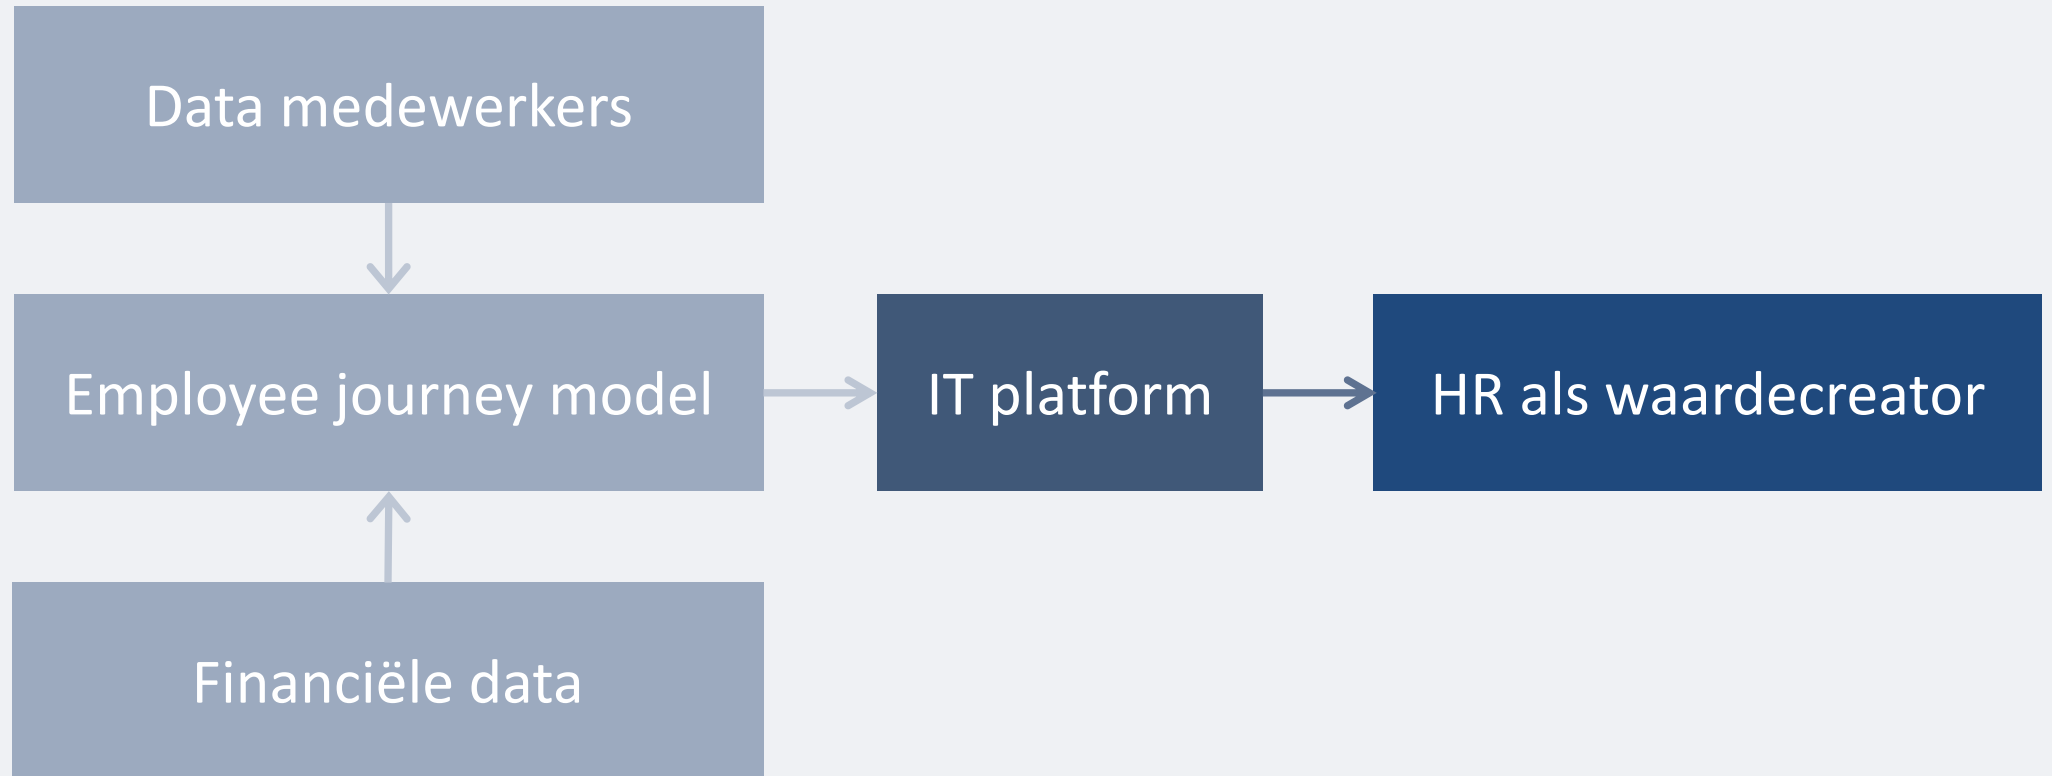 Data medewerkers
Employee journey model
IT platform
HR als waardecreator
Financiële data